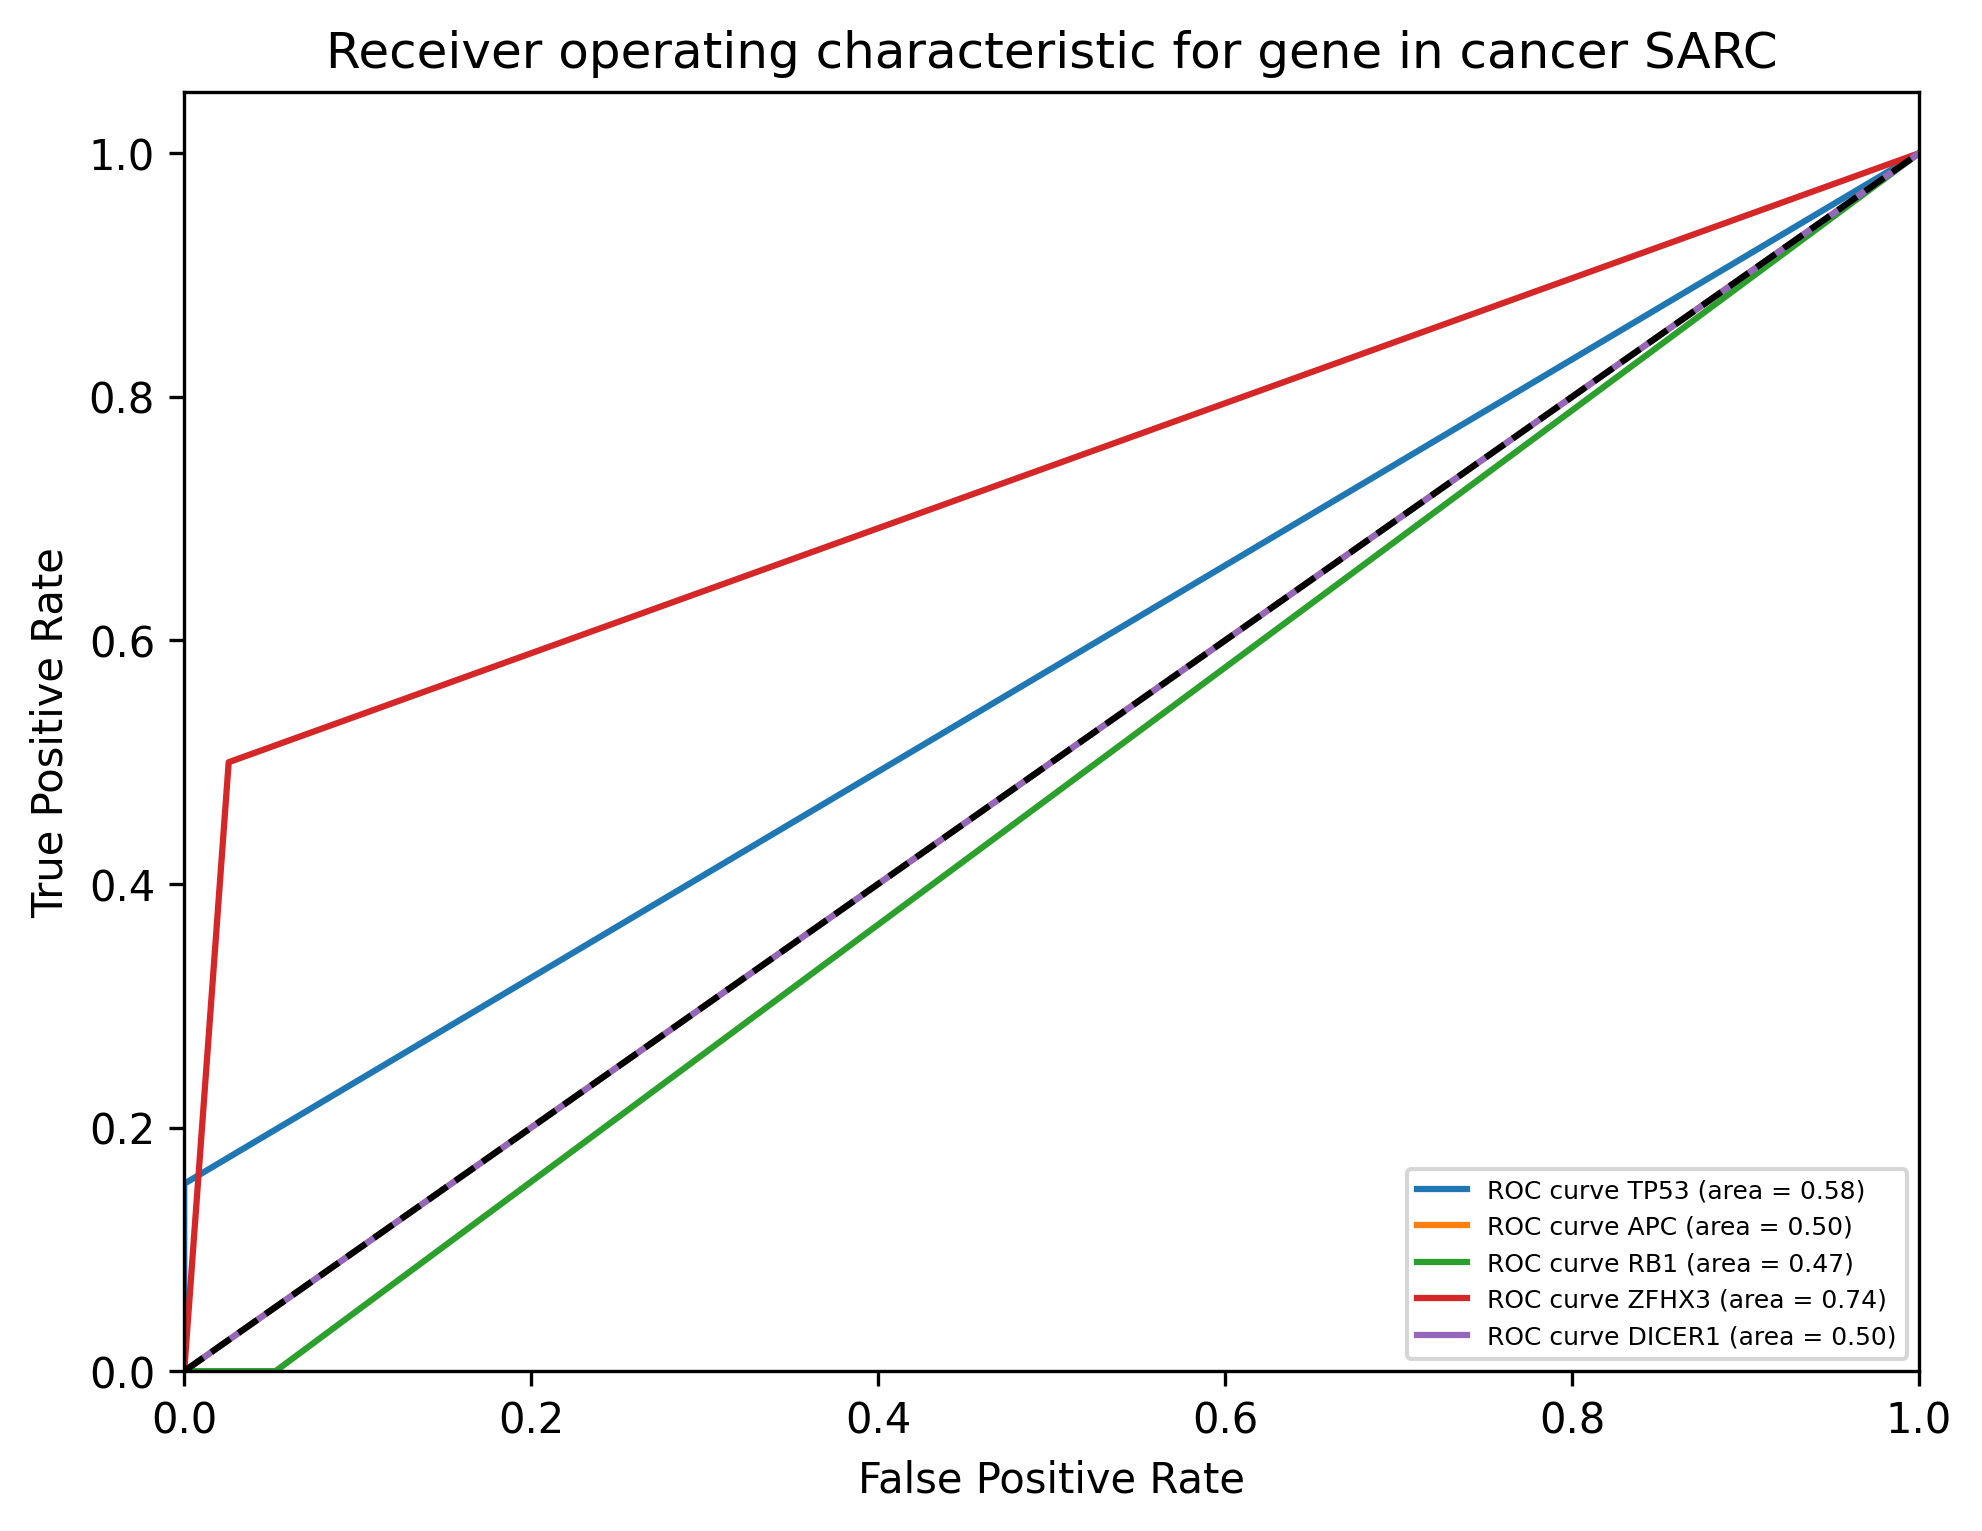 Receiver operating characteristic for gene in cancer SARC
True Positive Rate
1.0
0.8
0.6
0.4
0.2
0.0
0.0 0.2 0.4 0.6 0.8 1.0
False Positive Rate
ROC curve TP53 (area = 0.58)
ROC curve APC (area = 0.50)
ROC curve RB1 (area = 0.47)
ROC curve ZFHX3 (area = 0.74)
ROC curve DICER1 (area = 0.50)